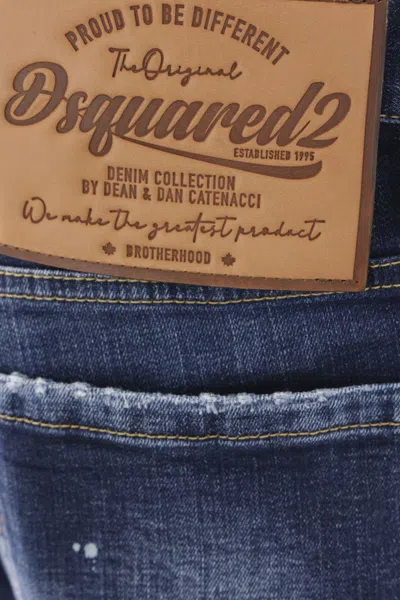 PROUD TO BE DIFFERENT
The Original
Dsquared2
ESTABLISHED 1995
DENIM COLLECTION
BY DEAN & DAN CATENACCI
We make the greatest product
BROTHERHOOD